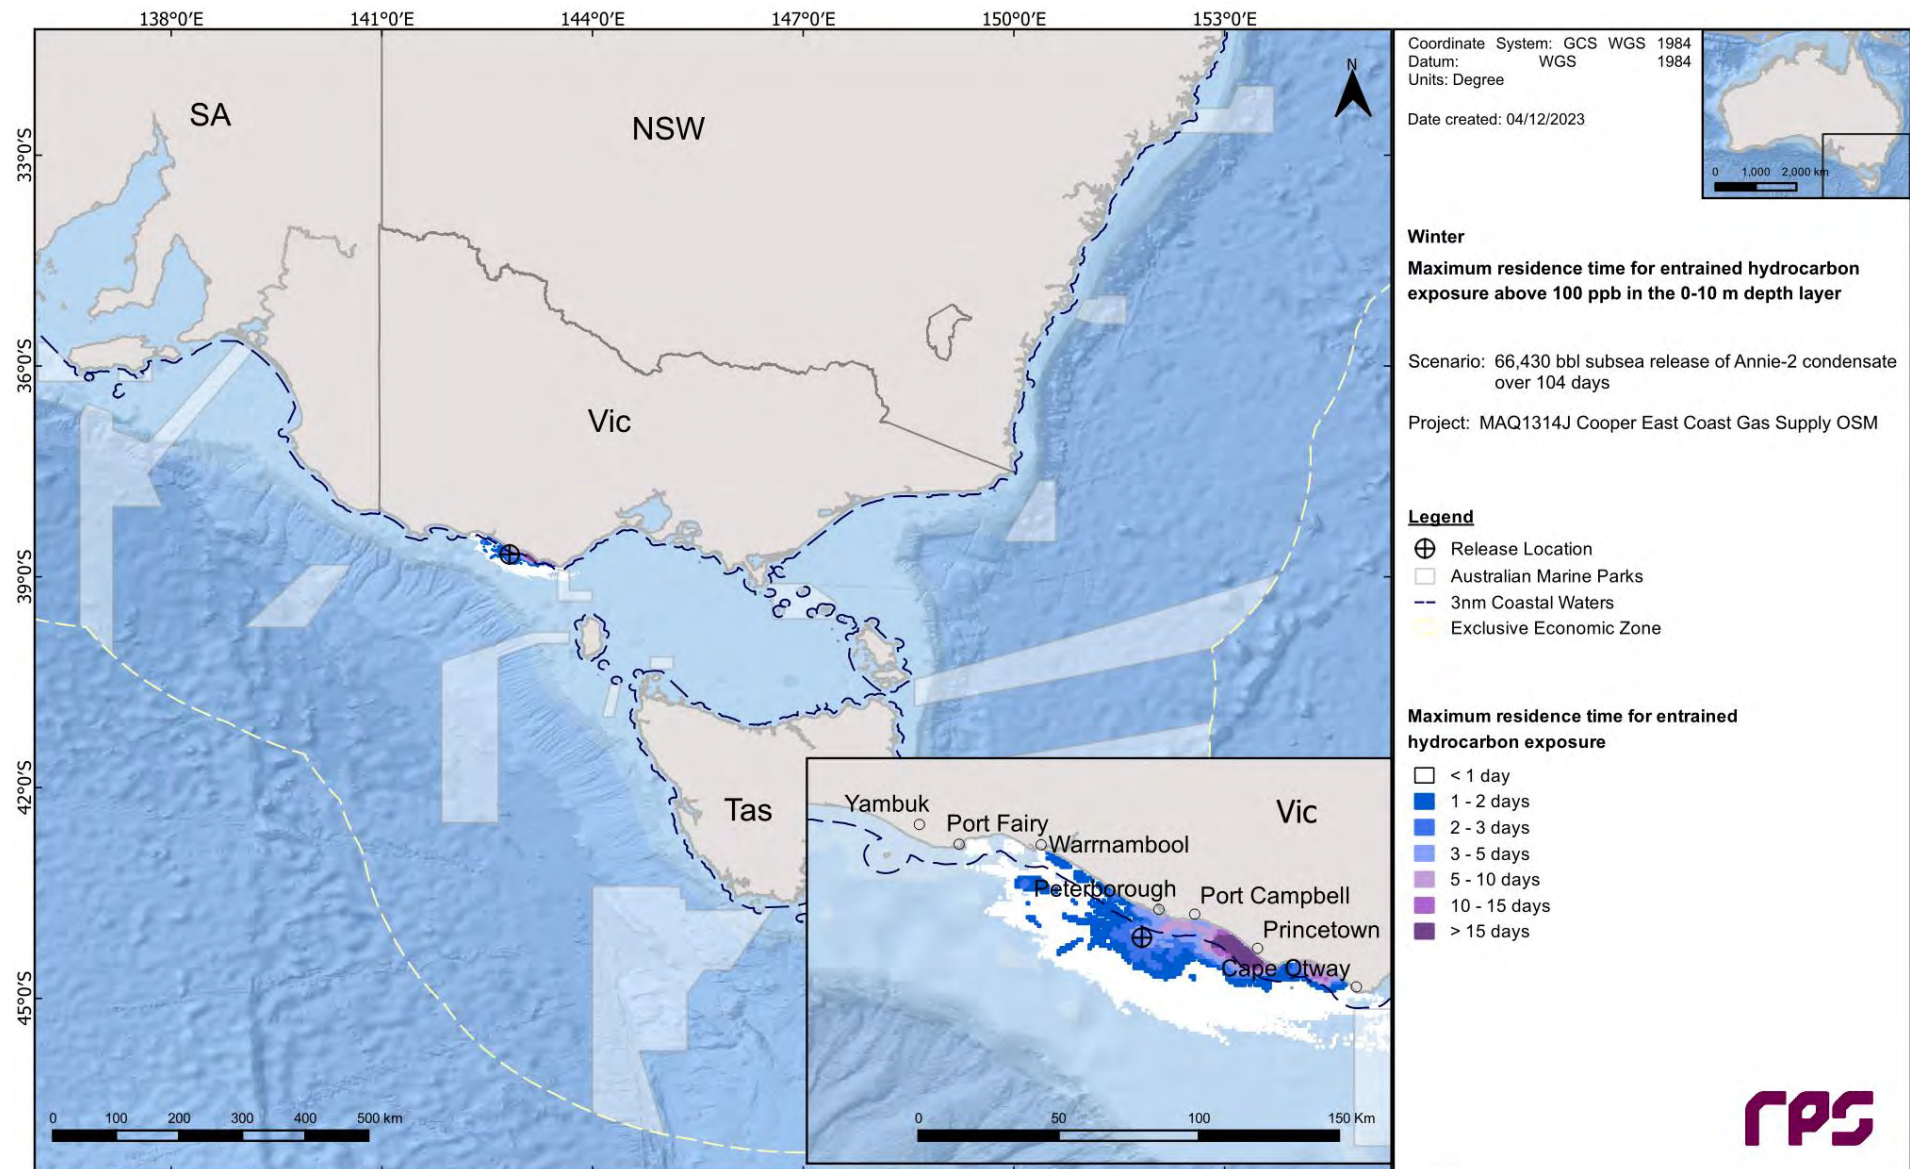 138°0'E 141°0'E 144°0'E 147°0'E 150°0'E 153°0'E
33°0'S
36°0'S
39°0'S
42°0'S
45°0'S
SA
NSW
Vic
Tas
N
0 100 200 300 400 500 km
Yambuk
Port Fairy
Warrnambool
Vic
Peterborough
Port Campbell
Princetown
Cape Otway
0 50 100 150 Km
Coordinate System: GCS WGS 1984
Datum: WGS 1984
Units: Degree
Date created: 04/12/2023
0 1,000 2,000 km
Winter
Maximum residence time for entrained hydrocarbon
exposure above 100 ppb in the 0-10 m depth layer
Scenario: 66,430 bbl subsea release of Annie-2 condensate
over 104 days
Project: MAQ1314J Cooper East Coast Gas Supply OSM
Legend
Release Location
Australian Marine Parks
3nm Coastal Waters
Exclusive Economic Zone
Maximum residence time for entrained
hydrocarbon exposure
< 1 day
1 - 2 days
2 - 3 days
3 - 5 days
5 - 10 days
10 - 15 days
> 15 days
rps